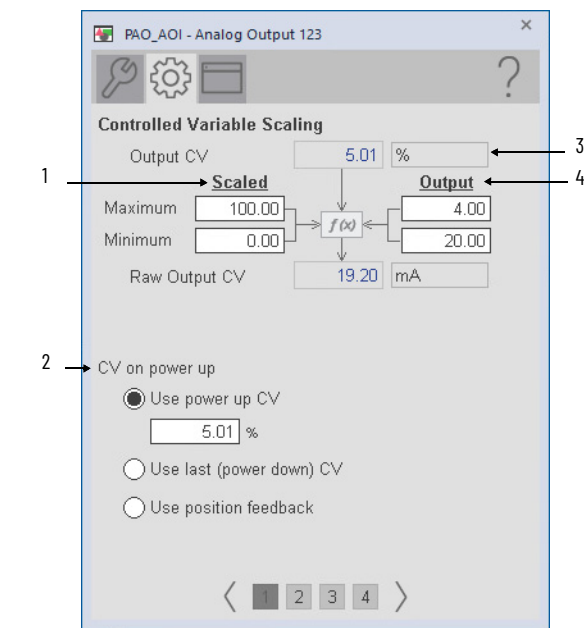 PAO_AOI - Analog Output 123 ×
?
Controlled Variable Scaling
Output CV 5.01 % 3
1 Scaled Output 4
Maximum 100.00 4.00
f(x)
Minimum 0.00 20.00
Raw Output CV 19.20 mA
2 CV on power up
Use power up CV
5.01 %
Use last (power down) CV
Use position feedback
1 2 3 4